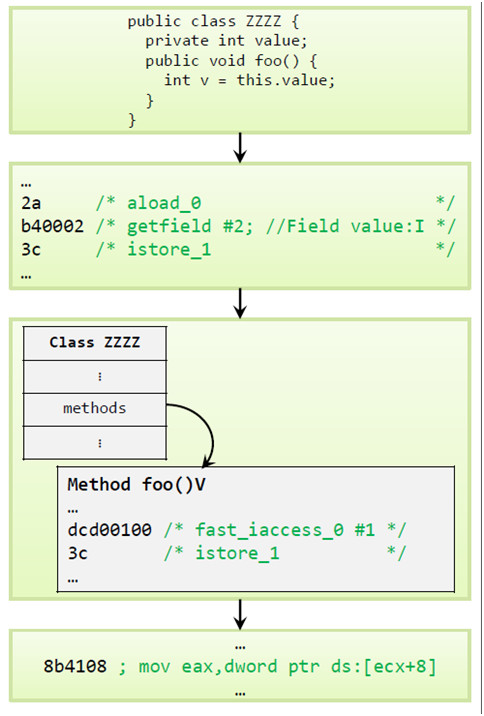 public class ZZZZ {
private int value;
public void foo() {
int v = this.value;
}
}
…
2a /* aload_0 */
b40002 /* getfield #2; //Field value:I */
3c /* istore_1 */
…
Class ZZZZ
⋮
methods
⋮
Method foo()V
…
dcd00100 /* fast_iaccess_0 #1 */
3c /* istore_1 */
…
…
8b4108 ; mov eax,dword ptr ds:[ecx+8]
…